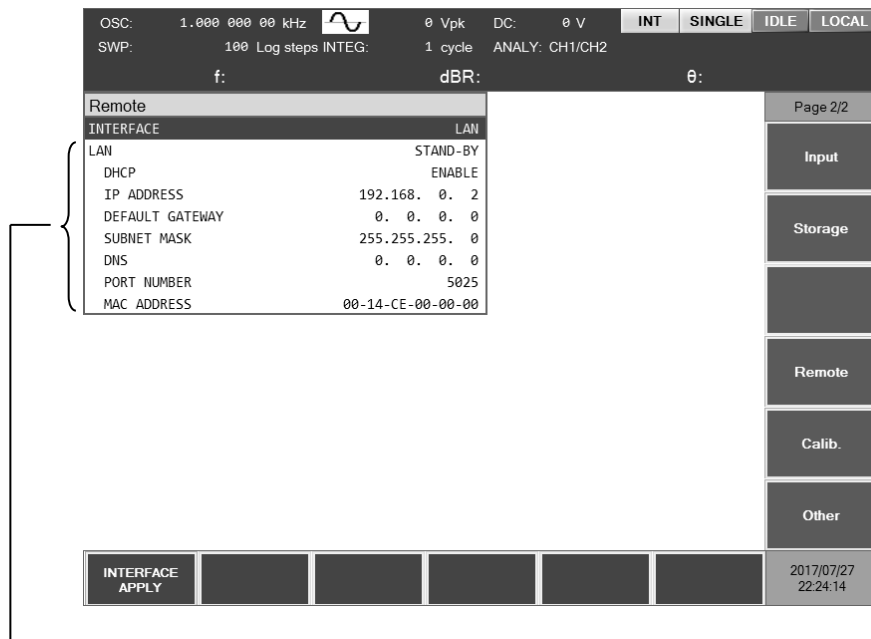 OSC: 1.000 000 00 kHz 0 Vpk DC: 0 V INT SINGLE IDLE LOCAL
SWP: 100 Log steps INTEG: 1 cycle ANALY: CH1/CH2
f: dBR: θ:
Remote
INTERFACE LAN
LAN STAND-BY
DHCP ENABLE
IP ADDRESS 192.168. 0. 2
DEFAULT GATEWAY 0. 0. 0. 0
SUBNET MASK 255.255.255. 0
DNS 0. 0. 0. 0
PORT NUMBER 5025
MAC ADDRESS 00-14-CE-00-00-00
Page 2/2
Input
Storage
Remote
Calib.
Other
INTERFACE
APPLY
2017/07/27
22:24:14